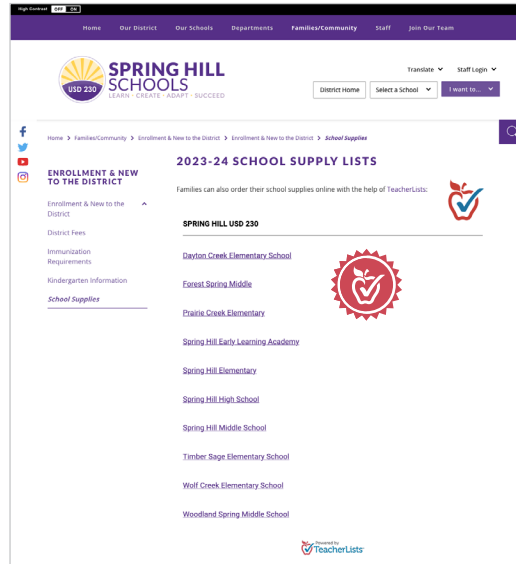 High Contrast OFF ON
Home Our District Our Schools Departments Families/Community Staff Join Our Team
USD 230
SPRING HILL
SCHOOLS
LEARN · CREATE · ADAPT · SUCCEED
Translate Staff Login
District Home Select a School I want to...
Home > Families/Community > Enrollment & New to the District > Enrollment & New to the District > School Supplies
ENROLLMENT & NEW
TO THE DISTRICT
Enrollment & New to the
District
District Fees
Immunization
Requirements
Kindergarten Information
School Supplies
2023-24 SCHOOL SUPPLY LISTS
Families can also order their school supplies online with the help of TeacherLists:
SPRING HILL USD 230
Dayton Creek Elementary School
Forest Spring Middle
Prairie Creek Elementary
Spring Hill Early Learning Academy
Spring Hill Elementary
Spring Hill High School
Spring Hill Middle School
Timber Sage Elementary School
Wolf Creek Elementary School
Woodland Spring Middle School
Powered by
TeacherLists